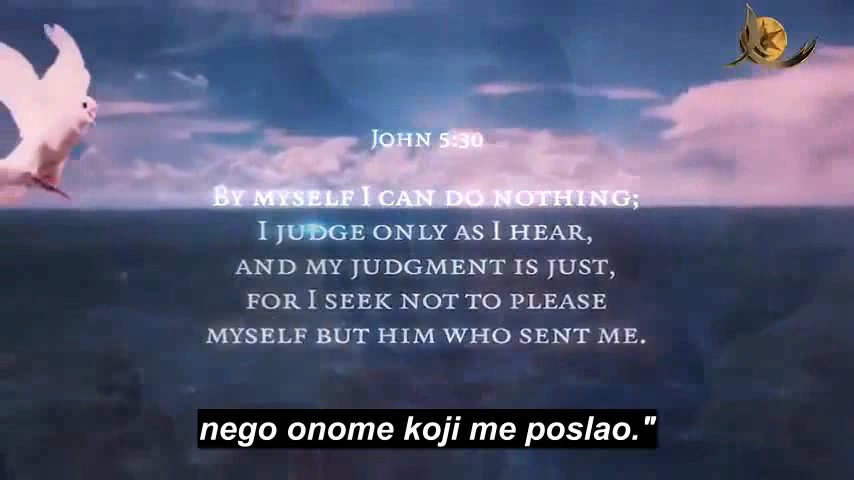 John 5:30
By myself I can do nothing;
I judge only as I hear,
and my judgment is just,
for I seek not to please
myself but him who sent me.
nego onome koji me poslao."